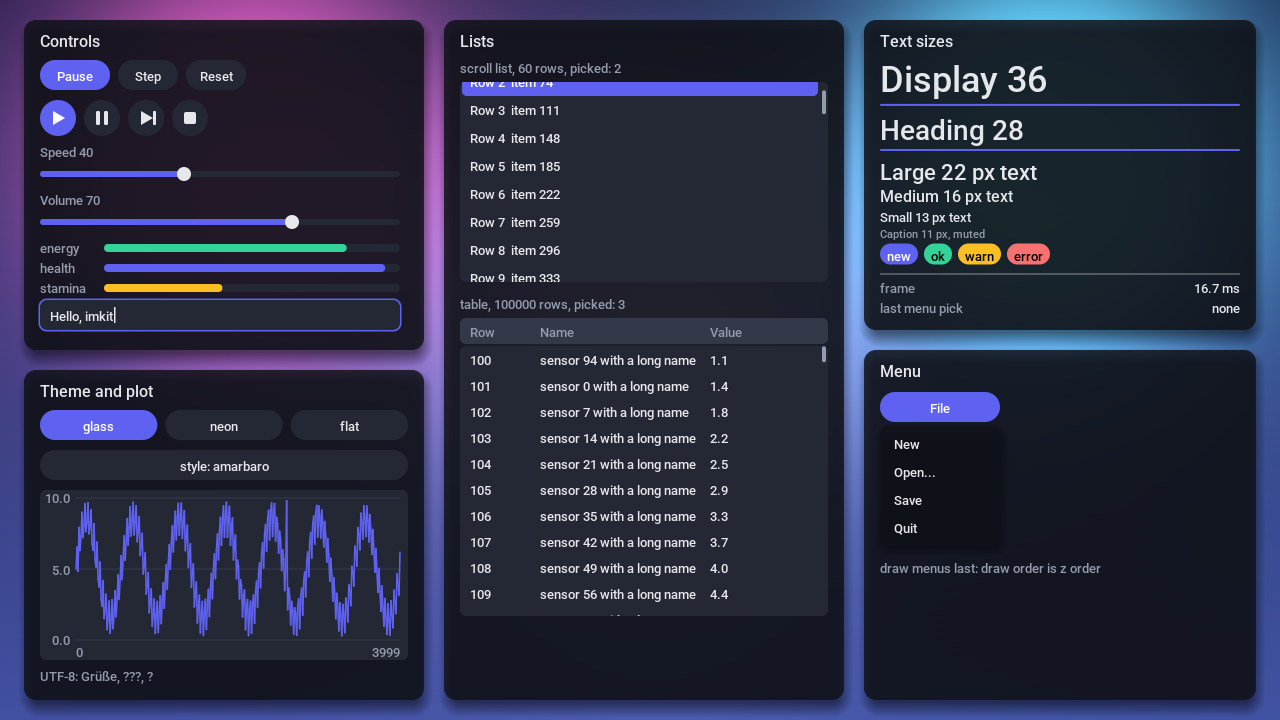 Controls
Pause Step Reset
Speed 40
Volume 70
energy
health
stamina
Hello, imkit
Theme and plot
glass neon flat
style: amarbaro
10.0
5.0
0.0
0 3999
UTF-8: Grüße, ???, ?
Lists
scroll list, 60 rows, picked: 2
Row 2 item 74
Row 3 item 111
Row 4 item 148
Row 5 item 185
Row 6 item 222
Row 7 item 259
Row 8 item 296
Row 9 item 333
table, 100000 rows, picked: 3
Row Name Value
100 sensor 94 with a long name 1.1
101 sensor 0 with a long name 1.4
102 sensor 7 with a long name 1.8
103 sensor 14 with a long name 2.2
104 sensor 21 with a long name 2.5
105 sensor 28 with a long name 2.9
106 sensor 35 with a long name 3.3
107 sensor 42 with a long name 3.7
108 sensor 49 with a long name 4.0
109 sensor 56 with a long name 4.4
Text sizes
Display 36
Heading 28
Large 22 px text
Medium 16 px text
Small 13 px text
Caption 11 px, muted
new ok warn error
frame 16.7 ms
last menu pick none
Menu
File
New
Open...
Save
Quit
draw menus last: draw order is z order